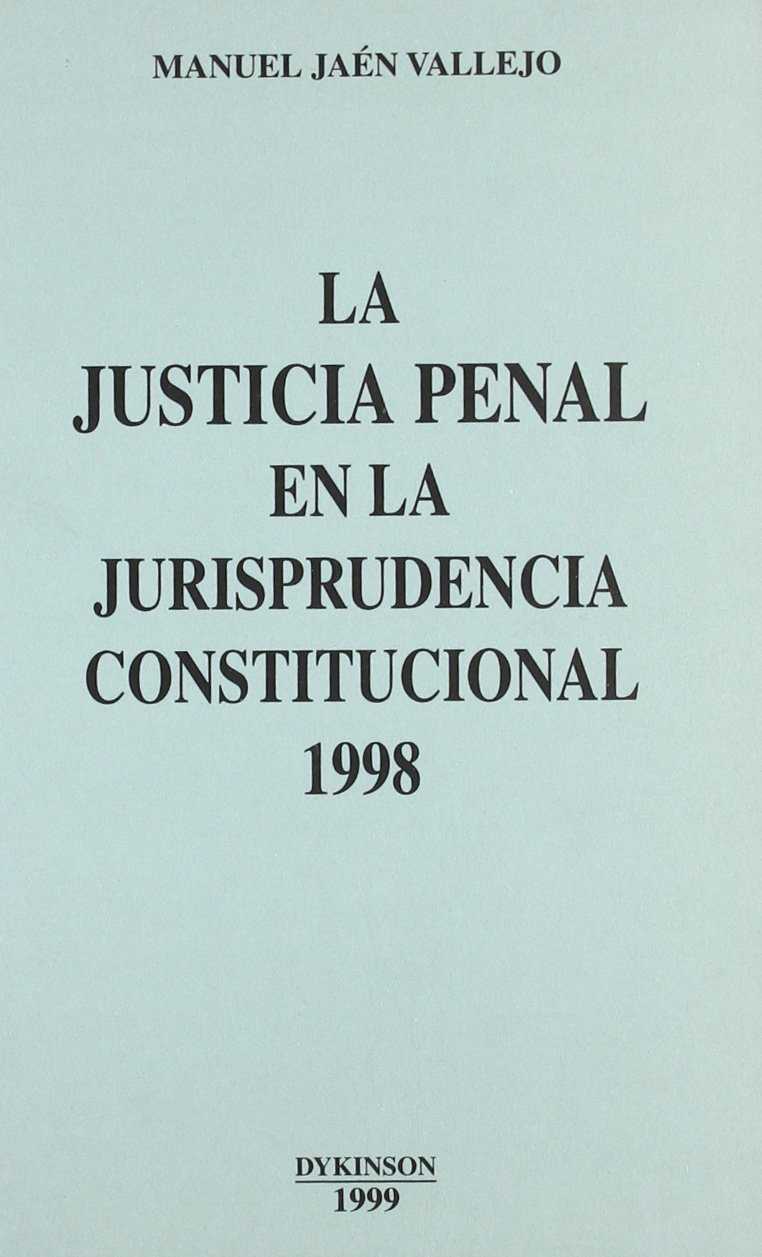 MANUEL JAÉN VALLEJO
LA
JUSTICIA PENAL
EN LA
JURISPRUDENCIA
CONSTITUCIONAL
1998
DYKINSON
1999